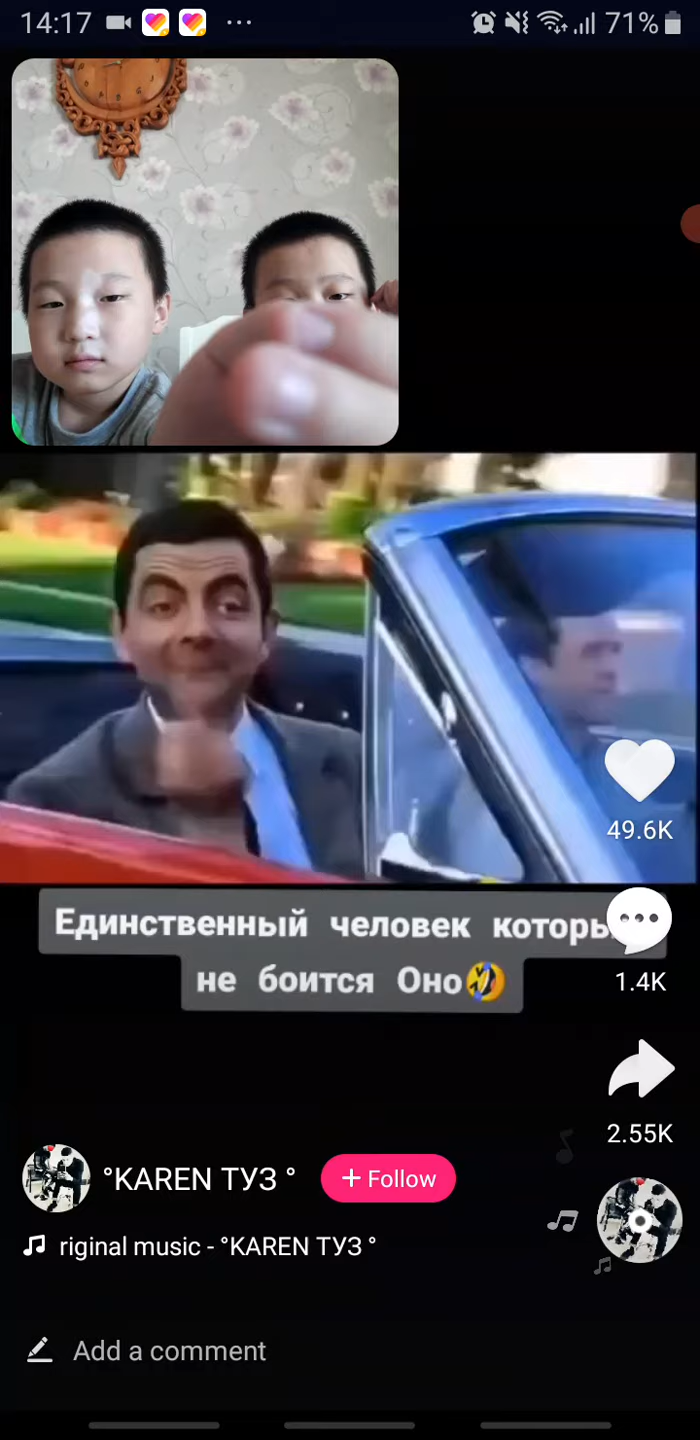 14:17
71%
49.6K
Единственный человек которы
не боится Оно🤣
1.4K
2.55K
°KAREN ТУЗ °
+ Follow
riginal music - °KAREN ТУЗ °
Add a comment